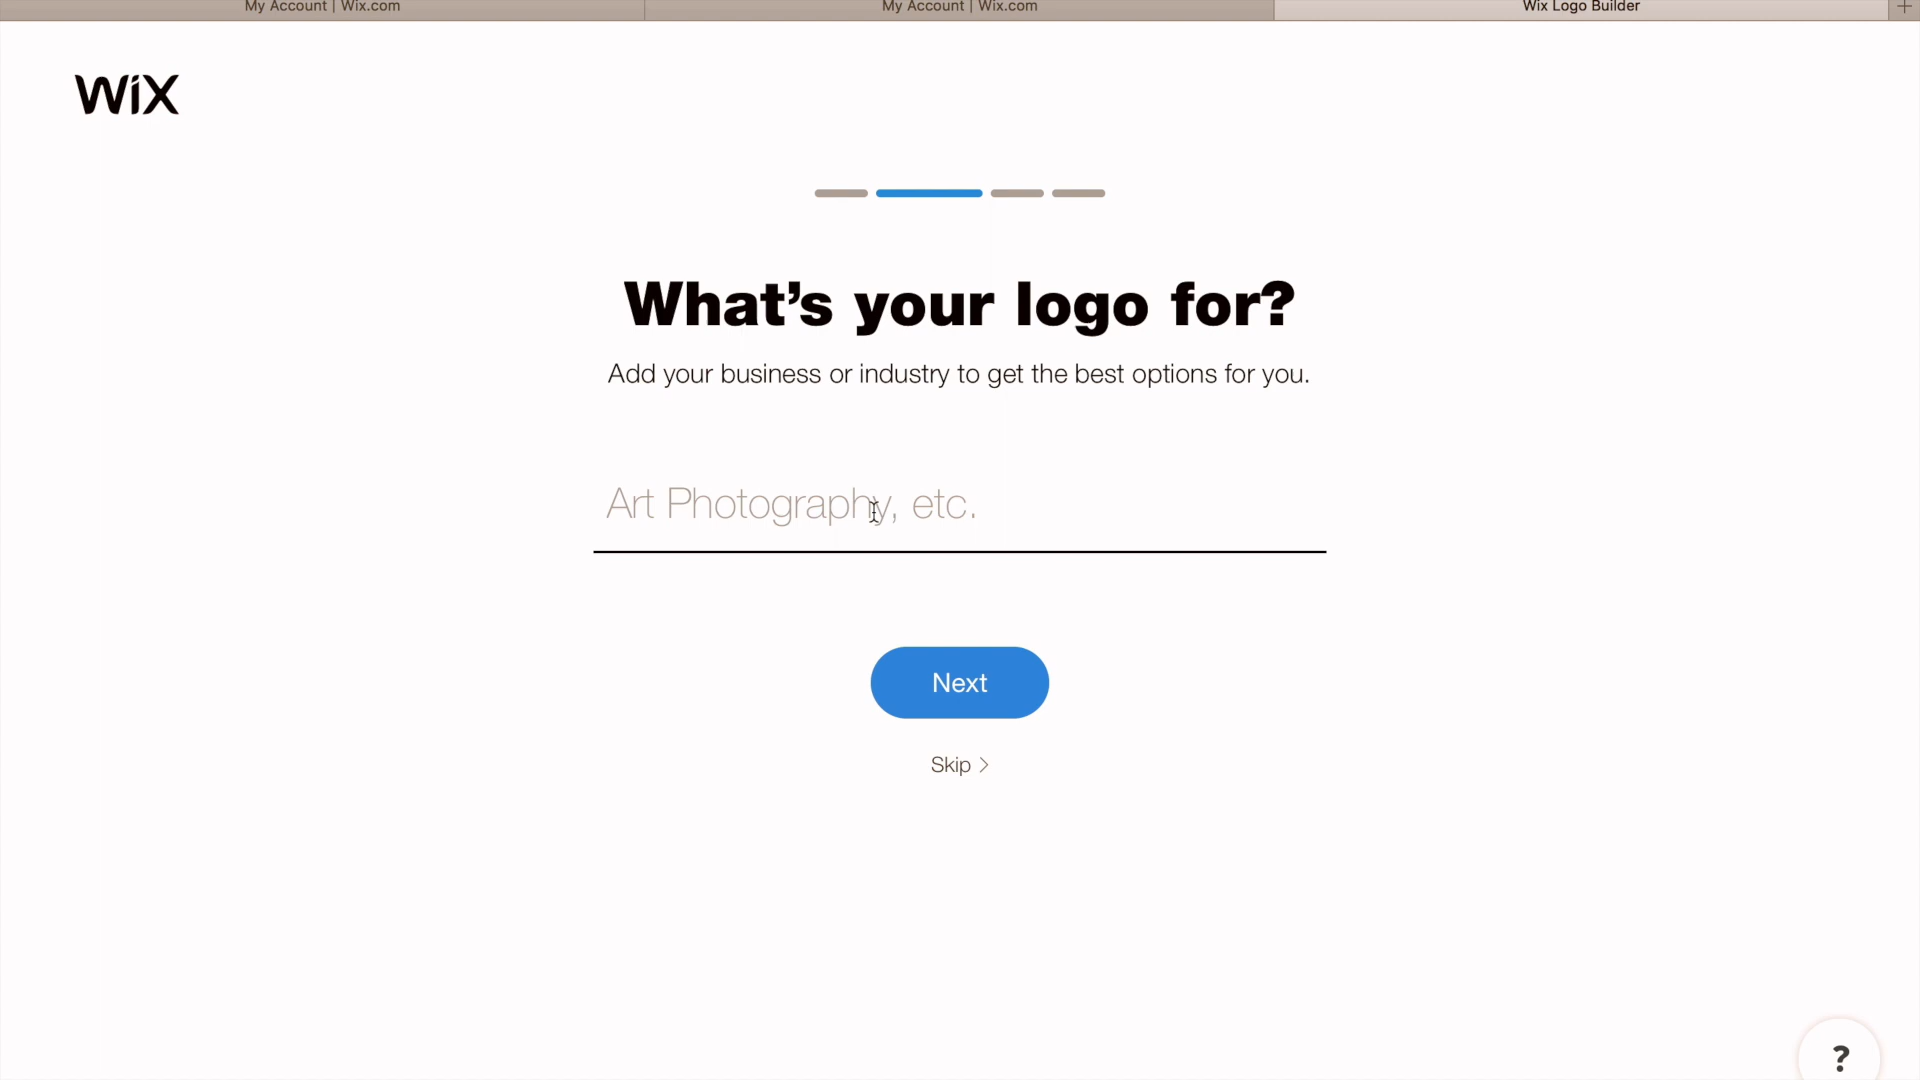 My Account | Wix.com
My Account | Wix.com
Wix Logo Builder
WiX
What's your logo for?
Add your business or industry to get the best options for you.
Art Photography, etc.
Next
Skip
?